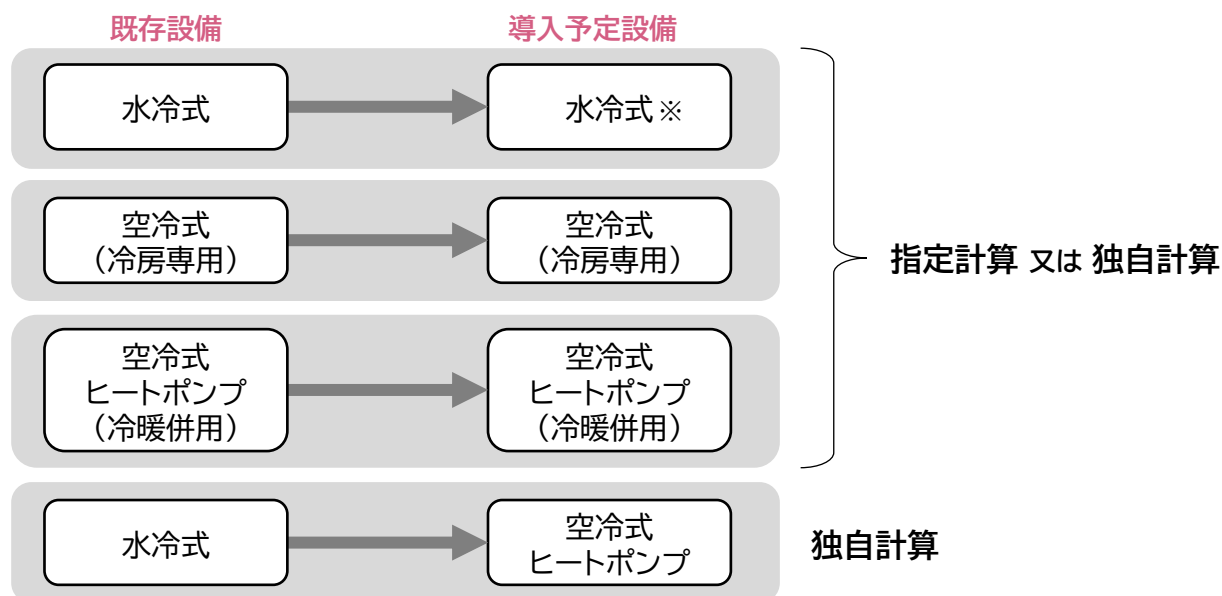 既存設備
導入予定設備
水冷式
水冷式※
空冷式
(冷房専用)
空冷式
(冷房専用)
指定計算 又は 独自計算
空冷式
ヒートポンプ
(冷暖併用)
空冷式
ヒートポンプ
(冷暖併用)
水冷式
空冷式
ヒートポンプ
独自計算